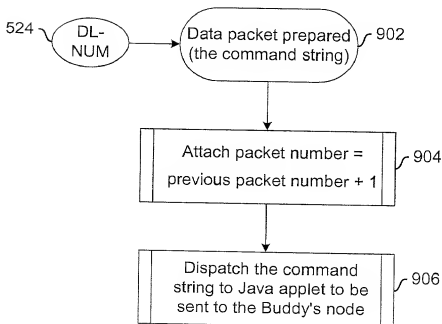 524
DL-
NUM
Data packet prepared
(the command string)
902
Attach packet number =
previous packet number + 1
904
Dispatch the command
string to Java applet to be
sent to the Buddy's node
906